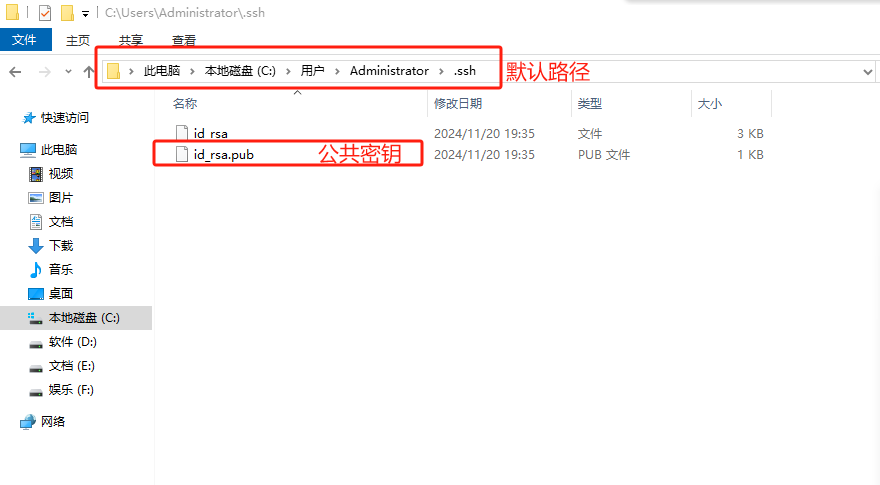 C:\Users\Administrator\.ssh
文件 主页 共享 查看
此电脑 本地磁盘 (C:) 用户 Administrator .ssh 默认路径
名称 修改日期 类型 大小
id_rsa 2024/11/20 19:35 文件 3 KB
id_rsa.pub 公共密钥 2024/11/20 19:35 PUB 文件 1 KB
快速访问
此电脑
视频
图片
文档
下载
音乐
桌面
本地磁盘 (C:)
软件 (D:)
文档 (E:)
娱乐 (F:)
网络